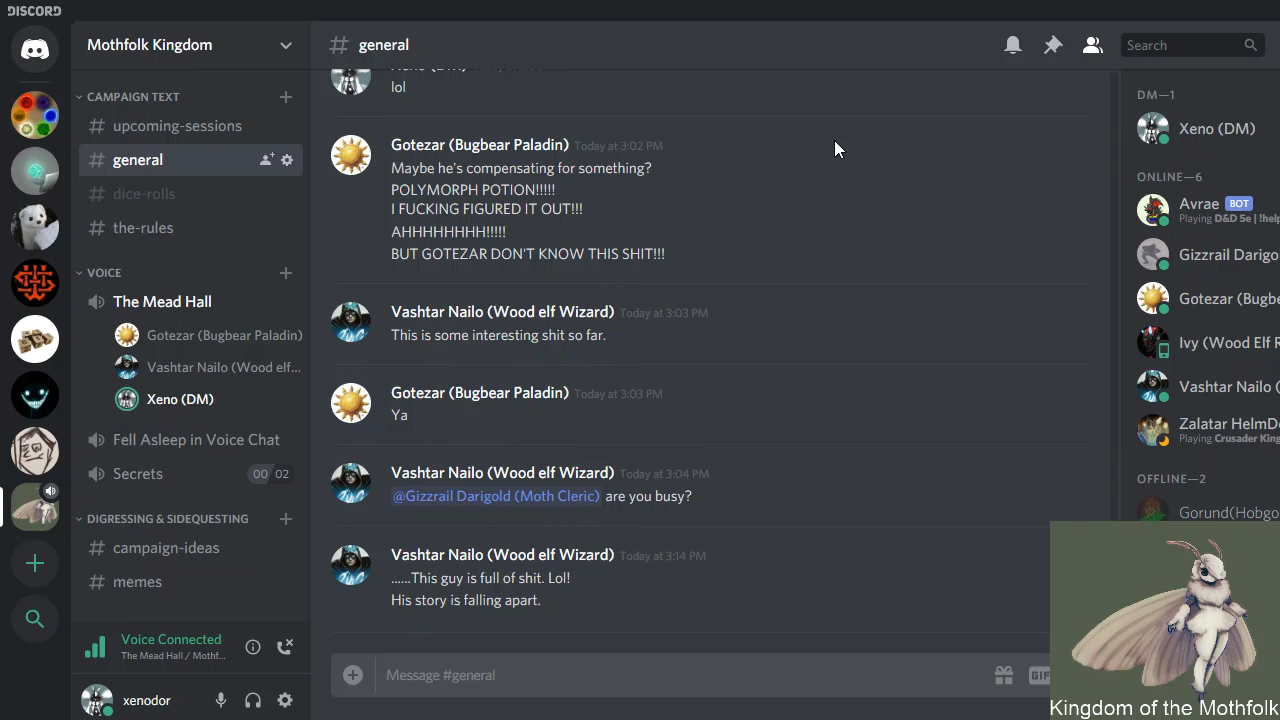 DISCORD
Mothfolk Kingdom
CAMPAIGN TEXT
# upcoming-sessions
# general
# dice-rolls
# the-rules
VOICE
The Mead Hall
Gotezar (Bugbear Paladin)
Vashtar Nailo (Wood elf...
Xeno (DM)
Fell Asleep in Voice Chat
Secrets 00 02
DIGRESSING & SIDEQUESTING
# campaign-ideas
# memes
Voice Connected
The Mead Hall / Mothf...
xenodor
# general
Search
lol
Gotezar (Bugbear Paladin) Today at 3:02 PM
Maybe he's compensating for something?
POLYMORPH POTION!!!!!
I FUCKING FIGURED IT OUT!!!
AHHHHHHHH!!!!!
BUT GOTEZAR DON'T KNOW THIS SHIT!!!
Vashtar Nailo (Wood elf Wizard) Today at 3:03 PM
This is some interesting shit so far.
Gotezar (Bugbear Paladin) Today at 3:03 PM
Ya
Vashtar Nailo (Wood elf Wizard) Today at 3:04 PM
@Gizzrail Darigold (Moth Cleric) are you busy?
Vashtar Nailo (Wood elf Wizard) Today at 3:14 PM
......This guy is full of shit. Lol!
His story is falling apart.
Message #general
GIF
DM—1
Xeno (DM)
ONLINE—6
Avrae BOT
Playing D&D 5e | !help
Gizzrail Darigo
Gotezar (Bugbe
Ivy (Wood Elf R
Vashtar Nailo (
Zalatar HelmDo
Playing Crusader King
OFFLINE—2
Gorund(Hobgo
Kingdom of the Mothfolk